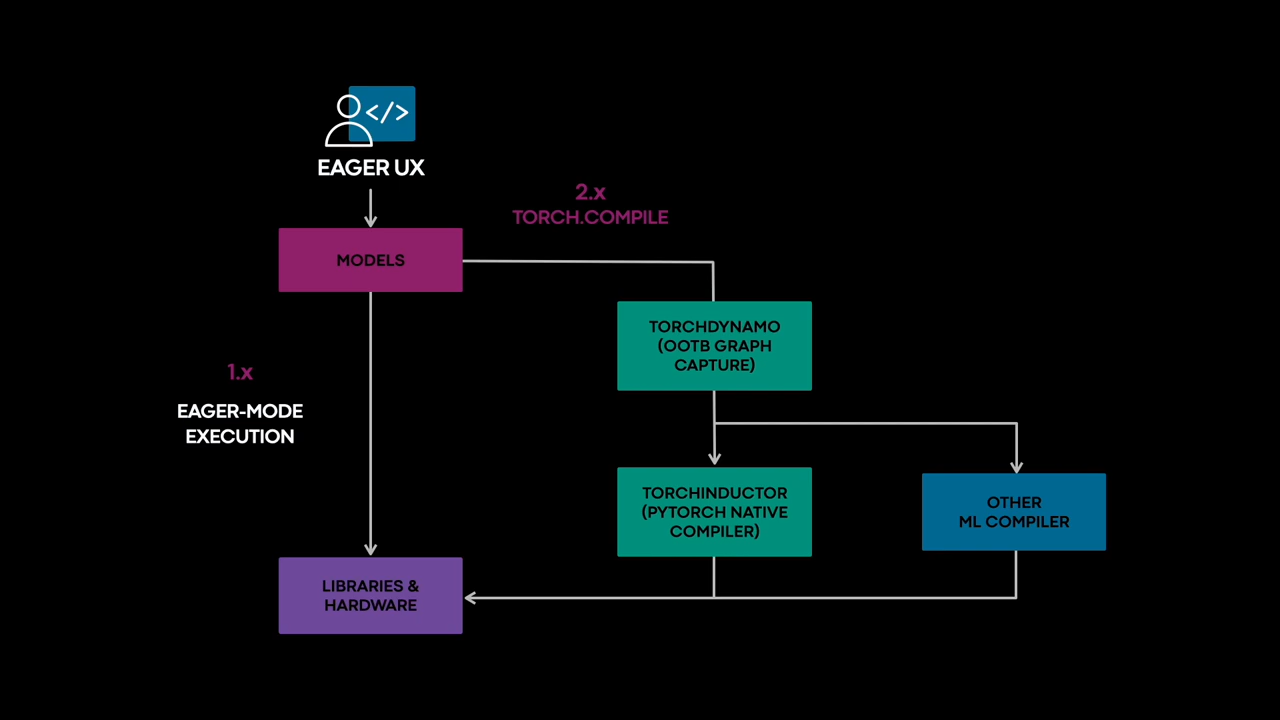 </>
EAGER UX
2.x
TORCH.COMPILE
MODELS
TORCHDYNAMO
(OOTB GRAPH
CAPTURE)
1.x
EAGER-MODE
EXECUTION
TORCHINDUCTOR
(PYTORCH NATIVE
COMPILER)
OTHER
ML COMPILER
LIBRARIES &
HARDWARE